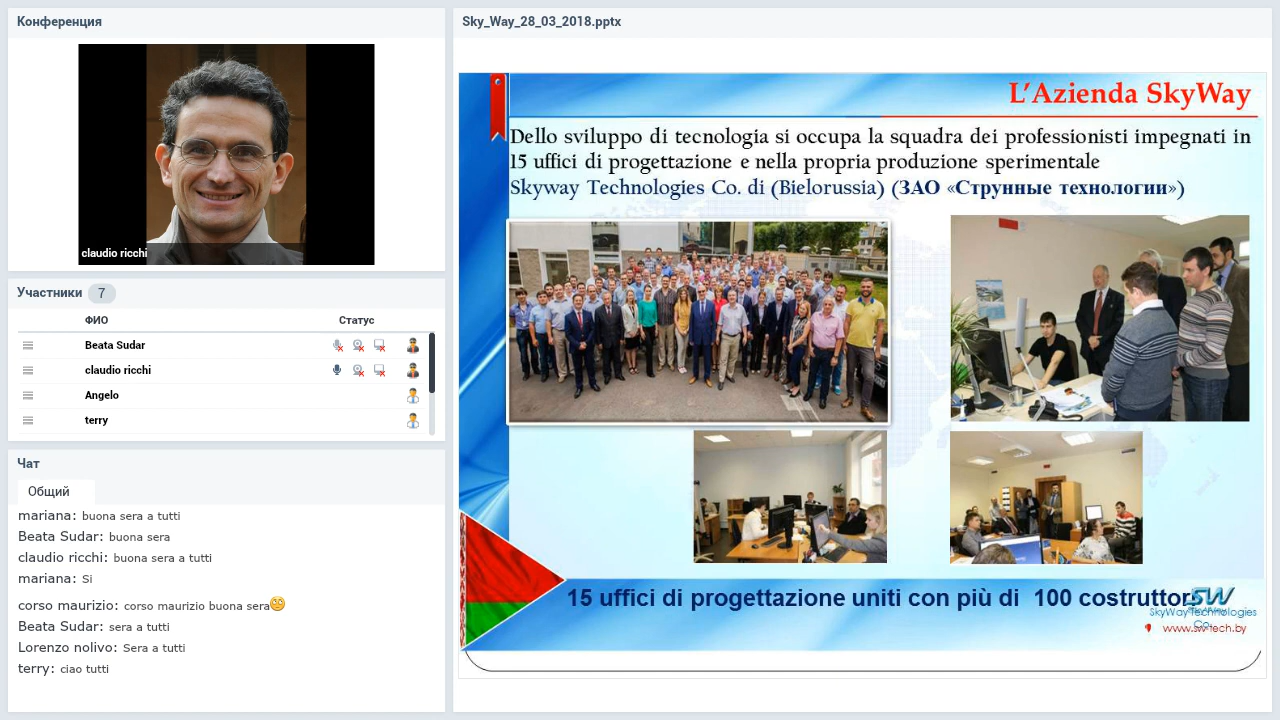 Конференция
claudio ricchi
Участники 7
ФИО Статус
Beata Sudar
claudio ricchi
Angelo
terry
Чат
Общий
mariana: buona sera a tutti
Beata Sudar: buona sera
claudio ricchi: buona sera a tutti
mariana: Si
corso maurizio: corso maurizio buona sera
Beata Sudar: sera a tutti
Lorenzo nolivo: Sera a tutti
terry: ciao tutti
Sky_Way_28_03_2018.pptx
L’Azienda SkyWay
Dello sviluppo di tecnologia si occupa la squadra dei professionisti impegnati in
15 uffici di progettazione e nella propria produzione sperimentale
Skyway Technologies Co. di (Bielorussia) (ЗАО «Струнные технологии»)
15 uffici di progettazione uniti con più di 100 costruttor
SW
SkyWay Technologies
Co.
www.sw-tech.by